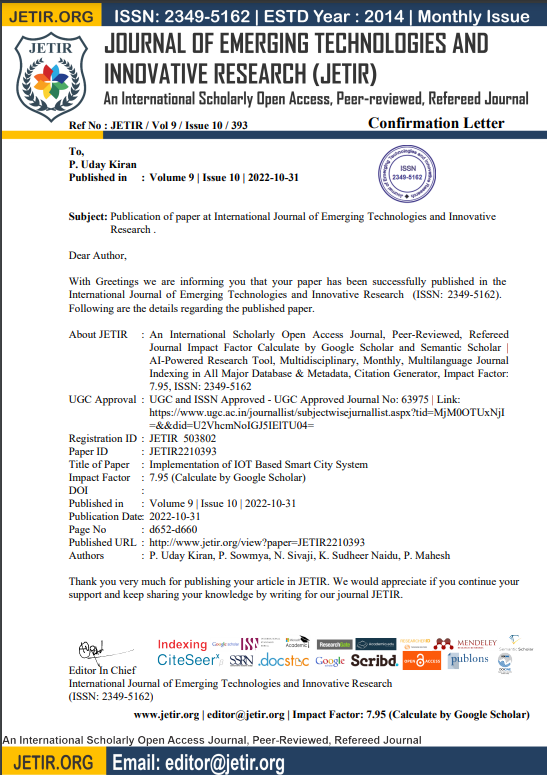 JETIR.ORG
ISSN: 2349-5162 | ESTD Year : 2014 | Monthly Issue
JETIR
JOURNAL OF EMERGING TECHNOLOGIES AND
INNOVATIVE RESEARCH (JETIR)
An International Scholarly Open Access, Peer-reviewed, Refereed Journal
Ref No : JETIR / Vol 9 / Issue 10 / 393
Confirmation Letter
To,
P. Uday Kiran
Published in : Volume 9 | Issue 10 | 2022-10-31
ISSN
2349-5162
Subject: Publication of paper at International Journal of Emerging Technologies and Innovative
Research .
Dear Author,
With Greetings we are informing you that your paper has been successfully published in the
International Journal of Emerging Technologies and Innovative Research (ISSN: 2349-5162).
Following are the details regarding the published paper.
About JETIR : An International Scholarly Open Access Journal, Peer-Reviewed, Refereed
Journal Impact Factor Calculate by Google Scholar and Semantic Scholar |
AI-Powered Research Tool, Multidisciplinary, Monthly, Multilanguage Journal
Indexing in All Major Database & Metadata, Citation Generator, Impact Factor:
7.95, ISSN: 2349-5162
UGC Approval : UGC and ISSN Approved - UGC Approved Journal No: 63975 | Link:
https://www.ugc.ac.in/journallist/subjectwisejurnallist.aspx?tid=MjM0OTUxNjI
=&&did=U2VhcmNoIGJ5IElTU04=
Registration ID : JETIR 503802
Paper ID : JETIR2210393
Title of Paper : Implementation of IOT Based Smart City System
Impact Factor : 7.95 (Calculate by Google Scholar)
DOI :
Published in : Volume 9 | Issue 10 | 2022-10-31
Publication Date: 2022-10-31
Page No : d652-d660
Published URL : http://www.jetir.org/view?paper=JETIR2210393
Authors : P. Uday Kiran, P. Sowmya, N. Sivaji, K. Sudheer Naidu, P. Mahesh
Thank you very much for publishing your article in JETIR. We would appreciate if you continue your
support and keep sharing your knowledge by writing for our journal JETIR.
Indexing Google Scholar Academic ResearchGate academia.edu MENDELEY Semantic Scholar
CiteSeerx SSRN .docstoc Google Scribd. OPEN ACCESS publons
Editor In Chief
International Journal of Emerging Technologies and Innovative Research
(ISSN: 2349-5162)
www.jetir.org | editor@jetir.org | Impact Factor: 7.95 (Calculate by Google Scholar)
An International Scholarly Open Access Journal, Peer-Reviewed, Refereed Journal
JETIR.ORG
Email: editor@jetir.org